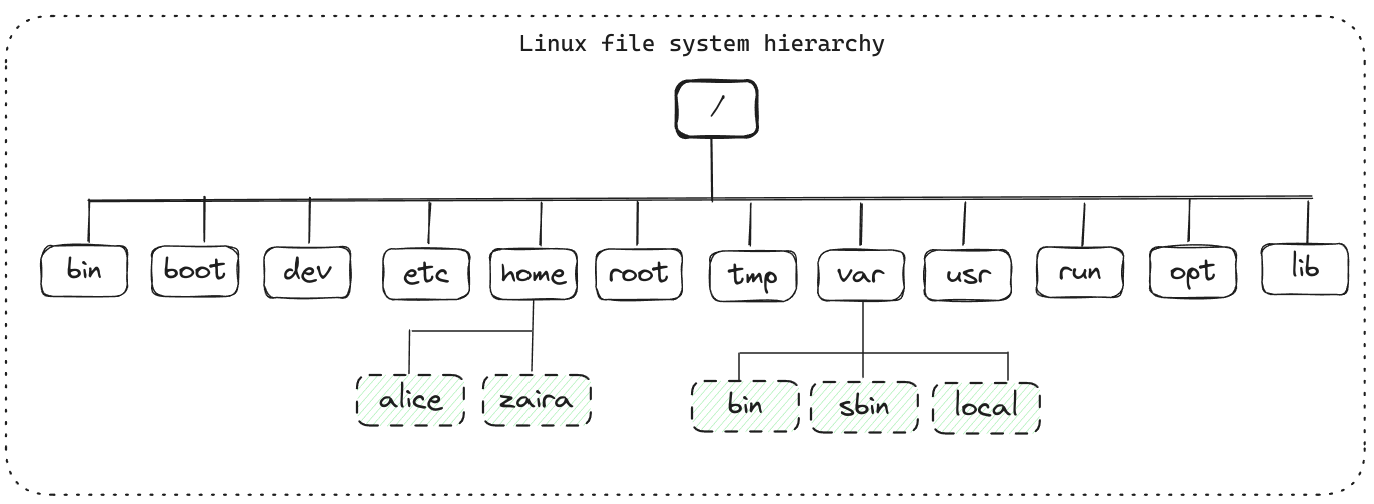 Linux file system hierarchy
/
bin boot dev etc home root tmp var usr run opt lib
alice zaira bin sbin local